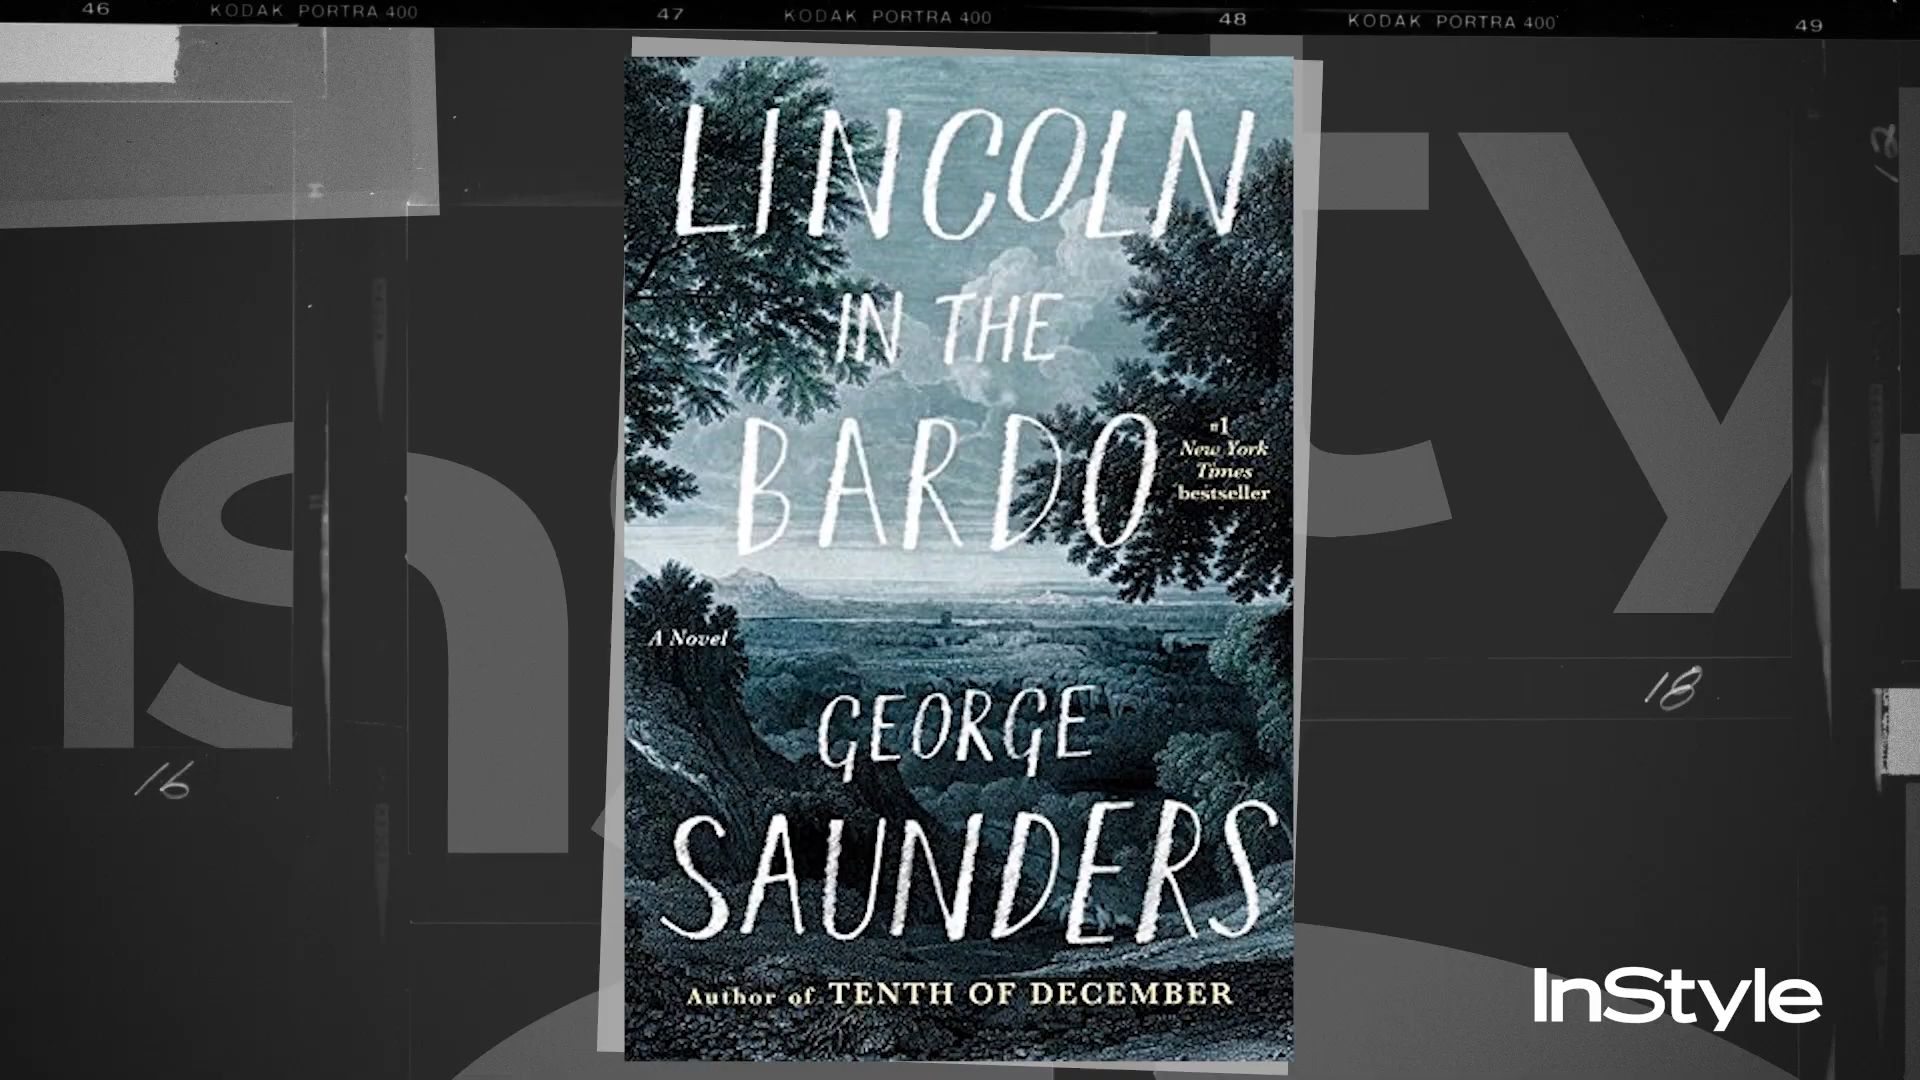 46 KODAK PORTRA 400 47 KODAK PORTRA 400 48 KODAK PORTRA 400 49
LINCOLN
IN THE
BARDO
#1
New York
Times
bestseller
A Novel
GEORGE
SAUNDERS
Author of TENTH OF DECEMBER
16
18
InStyle